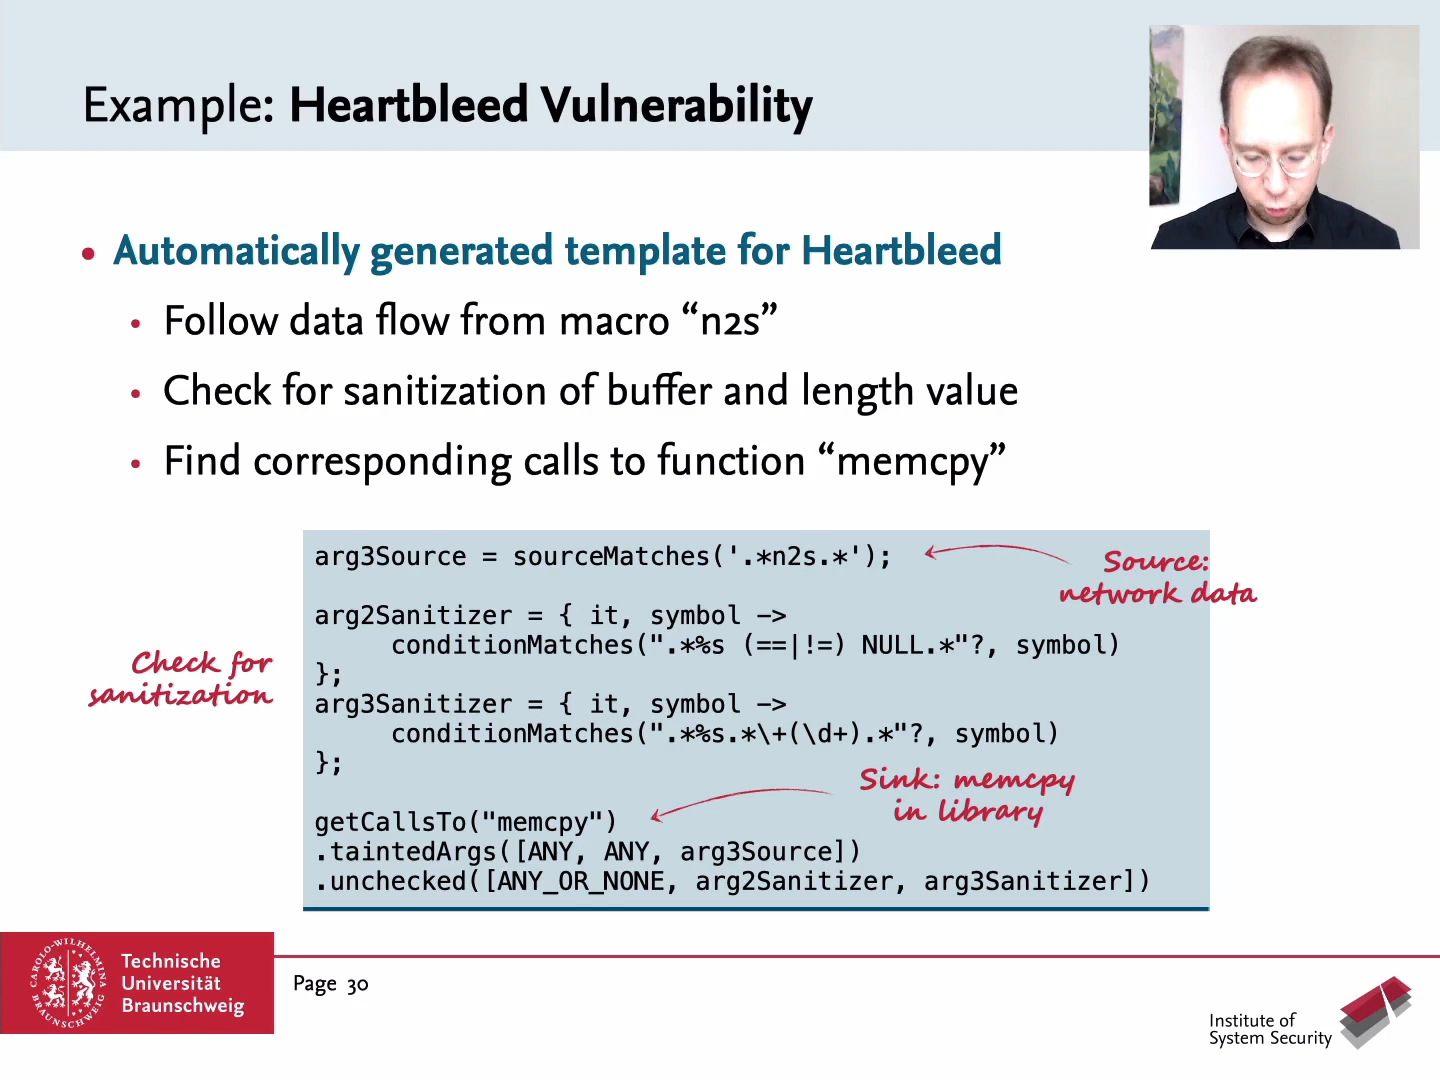 Example: Heartbleed Vulnerability
• Automatically generated template for Heartbleed
• Follow data flow from macro “n2s”
• Check for sanitization of buffer and length value
• Find corresponding calls to function “memcpy”
arg3Source = sourceMatches('.*n2s.*');
Source:
network data
arg2Sanitizer = { it, symbol ->
conditionMatches(".*%s (==|!=) NULL.*"?, symbol)
};
Check for
sanitization
arg3Sanitizer = { it, symbol ->
conditionMatches(".*%s.*\+(\d+).*"?, symbol)
};
Sink: memcpy
in library
getCallsTo("memcpy")
.taintedArgs([ANY, ANY, arg3Source])
.unchecked([ANY_OR_NONE, arg2Sanitizer, arg3Sanitizer])
CAROLO-WILHELMINA
BRAUNSCHWEIG
Technische
Universität
Braunschweig
Page 30
Institute of
System Security